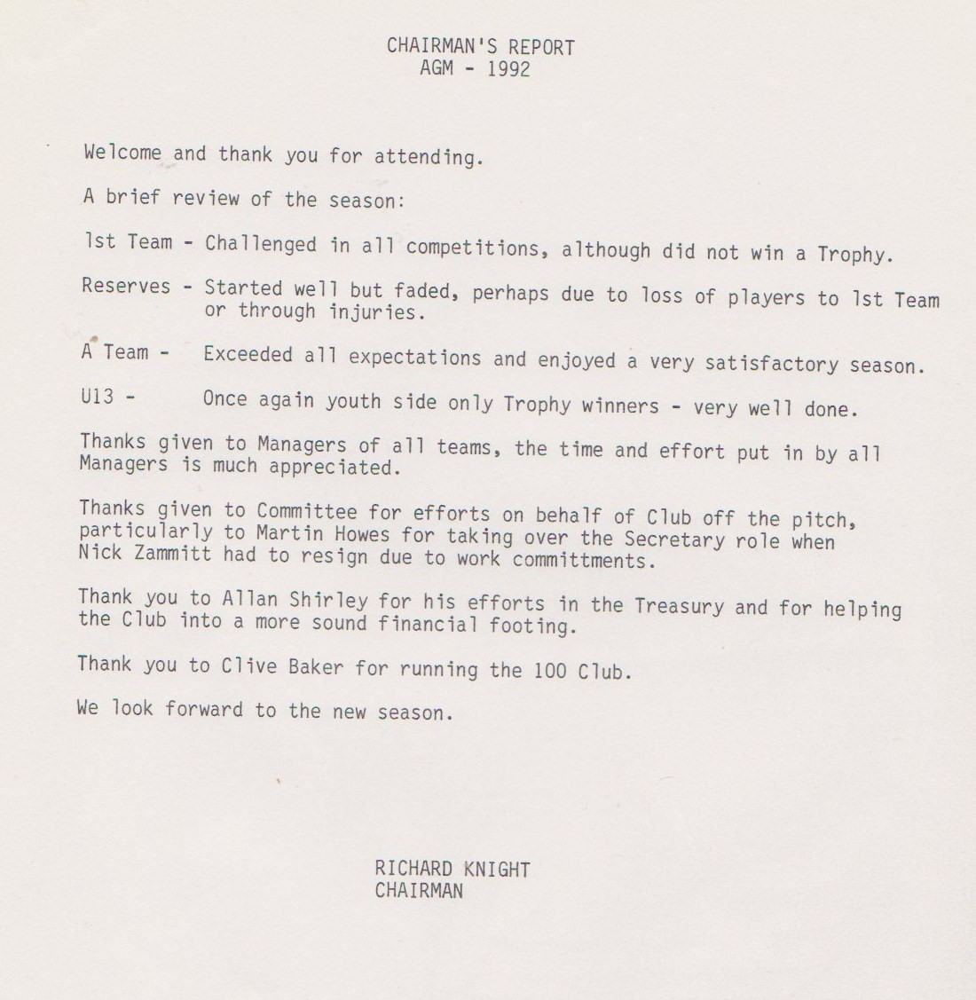 CHAIRMAN'S REPORT
AGM - 1992
Welcome and thank you for attending.
A brief review of the season:
1st Team - Challenged in all competitions, although did not win a Trophy.
Reserves - Started well but faded, perhaps due to loss of players to 1st Team
or through injuries.
A Team - Exceeded all expectations and enjoyed a very satisfactory season.
U13 - Once again youth side only Trophy winners - very well done.
Thanks given to Managers of all teams, the time and effort put in by all
Managers is much appreciated.
Thanks given to Committee for efforts on behalf of Club off the pitch,
particularly to Martin Howes for taking over the Secretary role when
Nick Zammitt had to resign due to work committments.
Thank you to Allan Shirley for his efforts in the Treasury and for helping
the Club into a more sound financial footing.
Thank you to Clive Baker for running the 100 Club.
We look forward to the new season.
RICHARD KNIGHT
CHAIRMAN